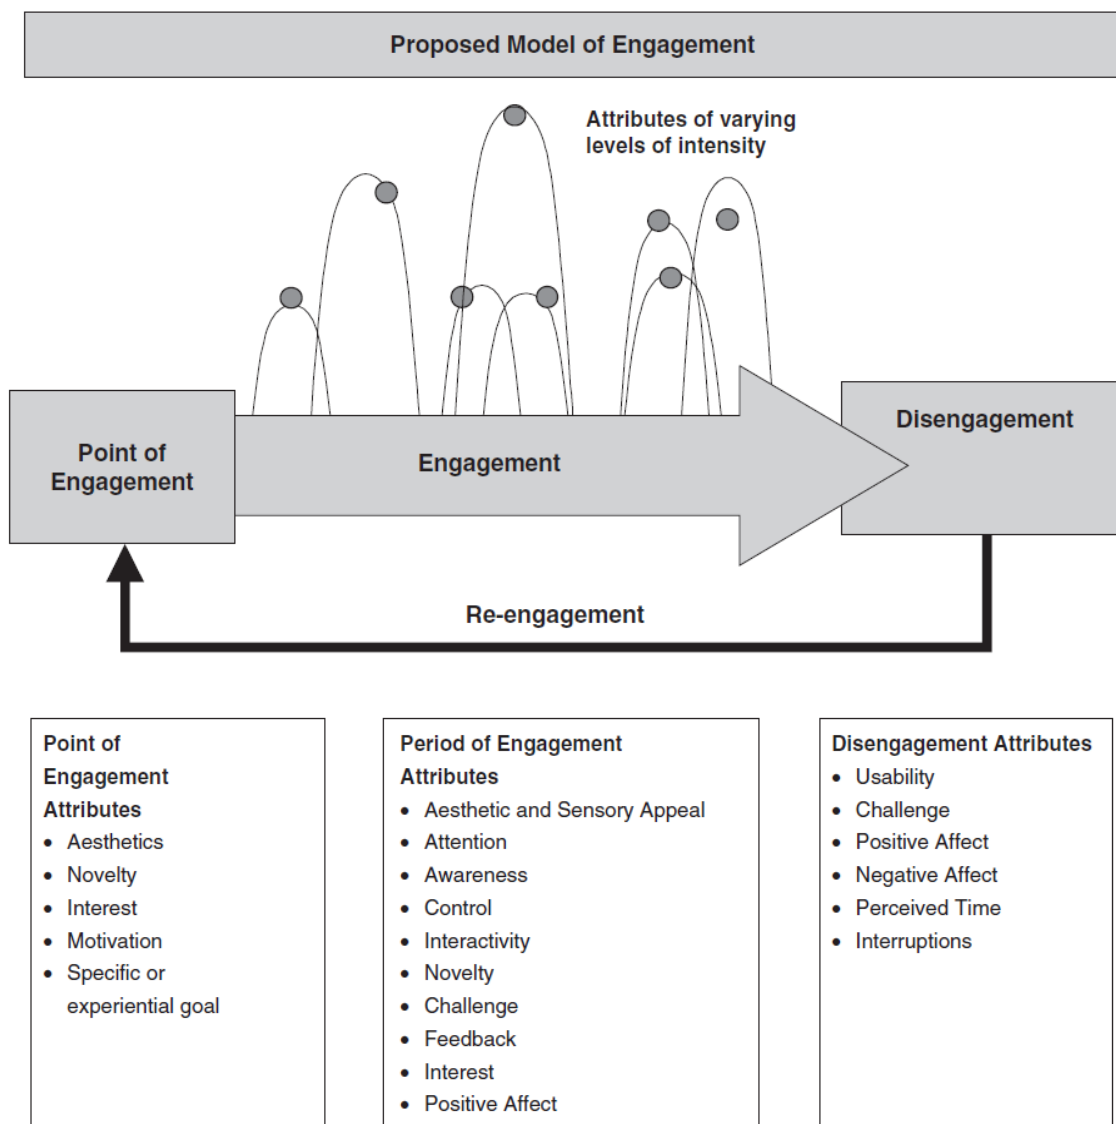 Proposed Model of Engagement
Attributes of varying
levels of intensity
Point of
Engagement
Engagement
Disengagement
Re-engagement
Point of
Engagement
Attributes
• Aesthetics
• Novelty
• Interest
• Motivation
• Specific or
experiential goal
Period of Engagement
Attributes
• Aesthetic and Sensory Appeal
• Attention
• Awareness
• Control
• Interactivity
• Novelty
• Challenge
• Feedback
• Interest
• Positive Affect
Disengagement Attributes
• Usability
• Challenge
• Positive Affect
• Negative Affect
• Perceived Time
• Interruptions